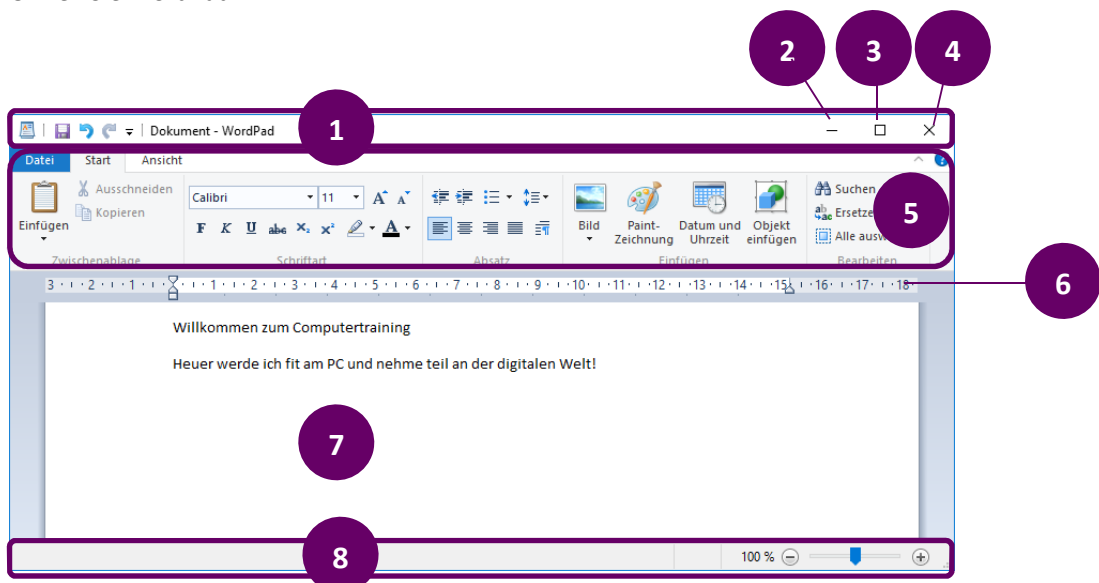 2 3 4
Dokument - WordPad
1
Datei Start Ansicht
Einfügen
Ausschneiden
Kopieren
Zwischenablage
Calibri 11
F K U abc X₂ x² A
Schriftart
Absatz
Bild
Paint-
Zeichnung
Datum und
Uhrzeit
Objekt
einfügen
Einfügen
Suchen
Alle
Bearbeiten
5
3 · 2 · 1 · 1 · 2 · 3 · 4 · 5 · 6 · 7 · 8 · 9 · 10 · 11 · 12 · 13 · 14 · 15 · 16 · 17 · 18
6
Willkommen zum Computertraining
Heuer werde ich fit am PC und nehme teil an der digitalen Welt!
7
8
100 %